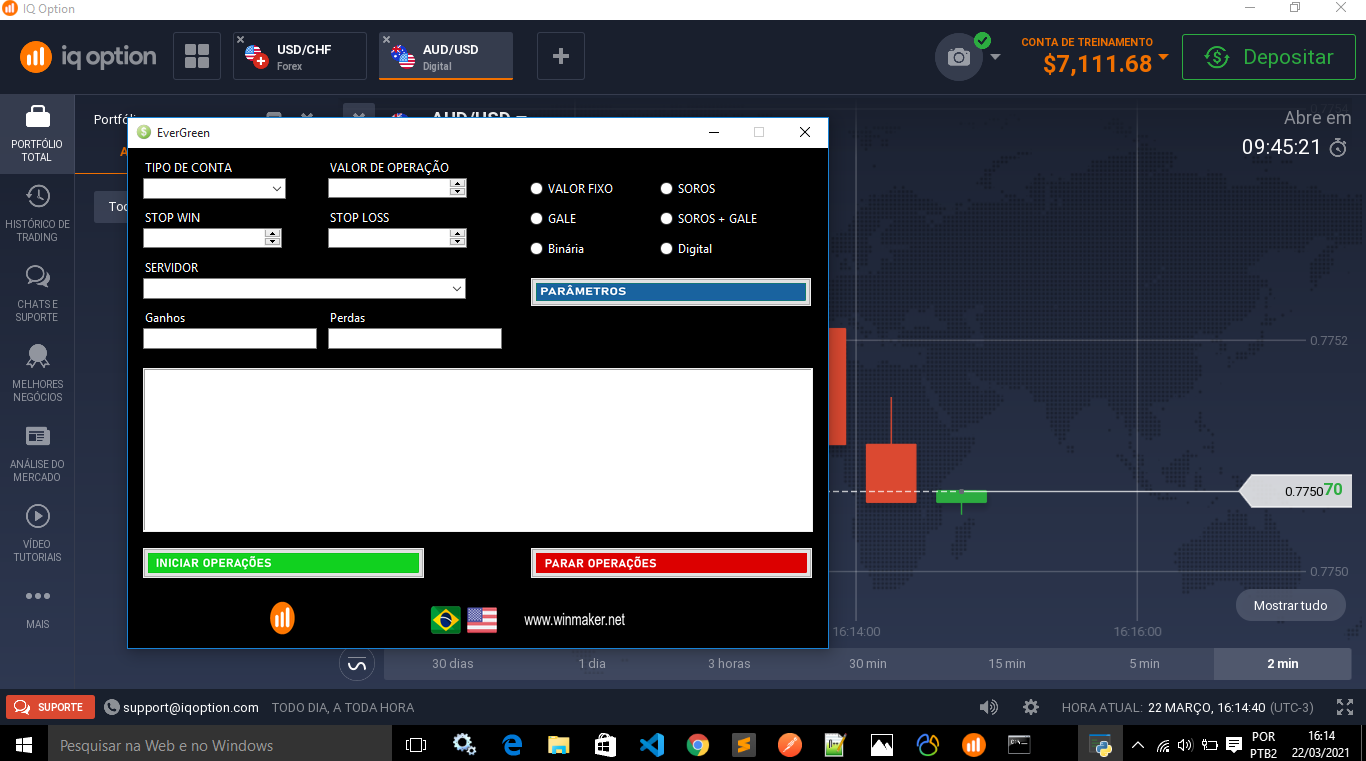 IQ Option
iq option
USD/CHF
Forex
AUD/USD
Digital
CONTA DE TREINAMENTO
$7,111.68
Depositar
PORTFÓLIO
TOTAL
HISTÓRICO DE
TRADING
CHATS E
SUPORTE
MELHORES
NEGÓCIOS
ANÁLISE DO
MERCADO
VÍDEO
TUTORIAIS
MAIS
AUD/USD
Abre em
09:45:21
EverGreen
TIPO DE CONTA
VALOR DE OPERAÇÃO
VALOR FIXO
SOROS
STOP WIN
STOP LOSS
GALE
SOROS + GALE
Binária
Digital
SERVIDOR
PARÂMETROS
Ganhos
Perdas
INICIAR OPERAÇÕES
PARAR OPERAÇÕES
www.winmaker.net
0.7754
0.7752
0.775070
0.7750
Mostrar tudo
16:14:00
16:16:00
30 dias
1 dia
3 horas
30 min
15 min
5 min
2 min
SUPORTE
support@iqoption.com
TODO DIA, A TODA HORA
HORA ATUAL: 22 MARÇO, 16:14:40 (UTC-3)
Pesquisar na Web e no Windows
POR
PTB2
16:14
22/03/2021